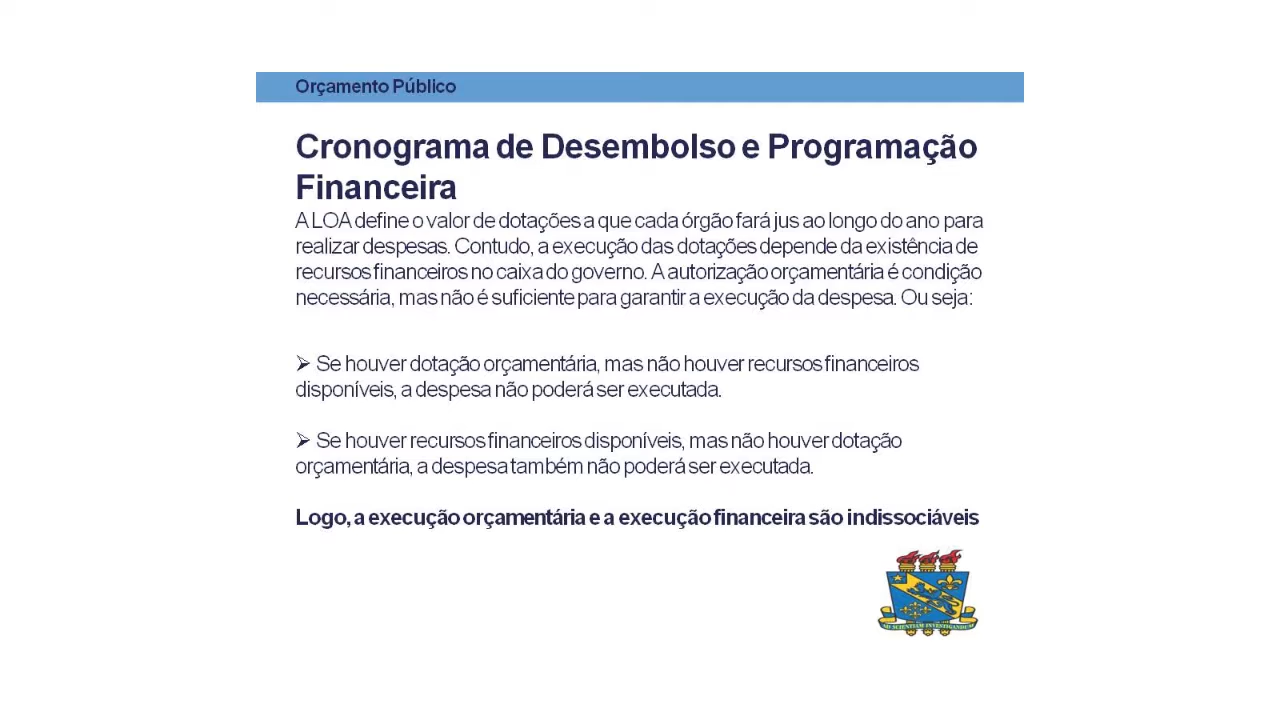 Orçamento Público
Cronograma de Desembolso e Programação
Financeira
A LOA define o valor de dotações a que cada órgão fará jus ao longo do ano para
realizar despesas. Contudo, a execução das dotações depende da existência de
recursos financeiros no caixa do governo. A autorização orçamentária é condição
necessária, mas não é suficiente para garantir a execução da despesa. Ou seja:
➢ Se houver dotação orçamentária, mas não houver recursos financeiros
disponíveis, a despesa não poderá ser executada.
➢ Se houver recursos financeiros disponíveis, mas não houver dotação
orçamentária, a despesa também não poderá ser executada.
Logo, a execução orçamentária e a execução financeira são indissociáveis
SCIENTIAM INVESTIGANDUM